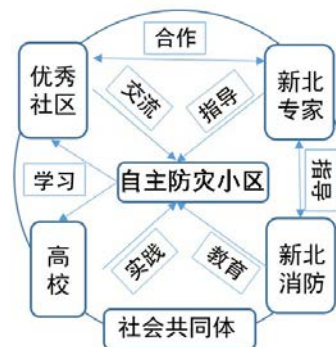 合作
优秀
社区
新北
专家
交流
指导
自主防灾小区
学习
指导
高
校
实践
教育
新北
消防
社会共同体